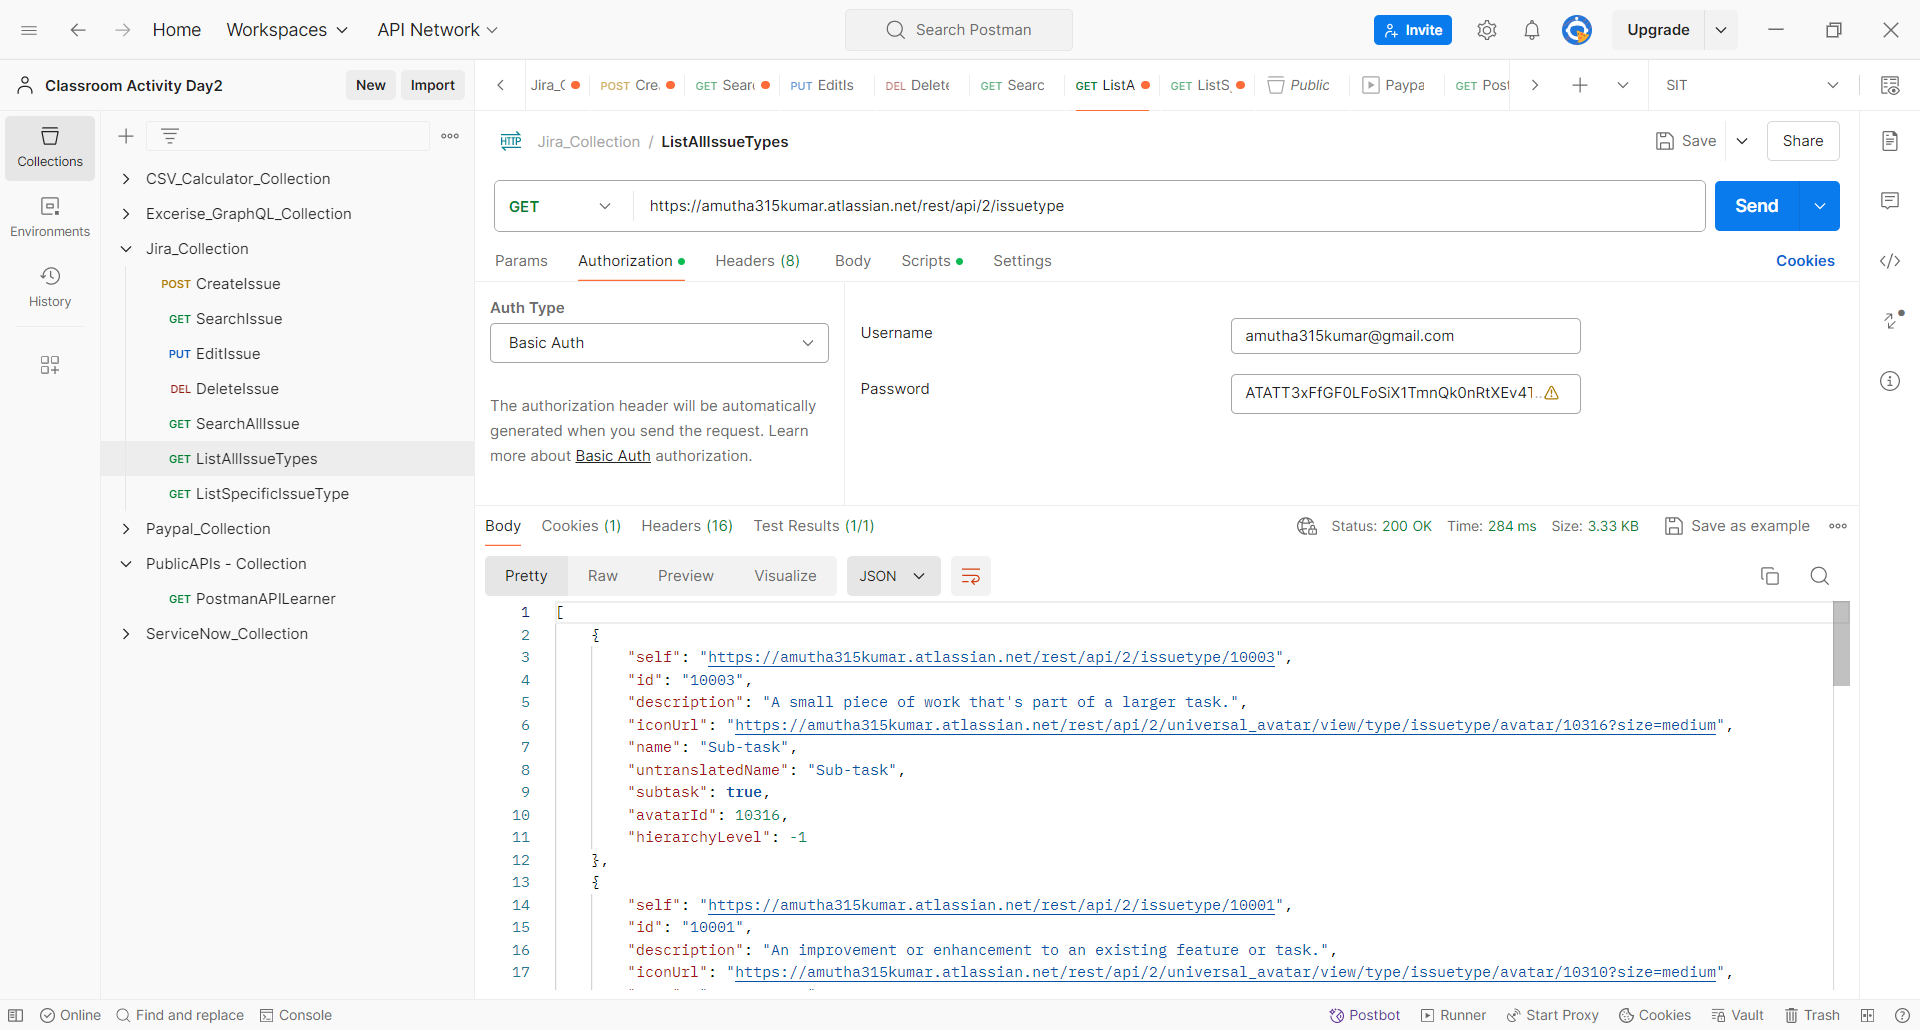 Home
Workspaces
API Network
Search Postman
Invite
Upgrade
Classroom Activity Day2
New
Import
Jira_C
POST Cre
GET Sear
PUT EditIs
DEL Delete
GET Searc
GET ListA
GET ListS
Public
Paypa
GET Post
SIT
Collections
Environments
History
CSV_Calculator_Collection
Excerise_GraphQL_Collection
Jira_Collection
POST CreateIssue
GET SearchIssue
PUT EditIssue
DEL DeleteIssue
GET SearchAllIssue
GET ListAllIssueTypes
GET ListSpecificIssueType
Paypal_Collection
PublicAPIs - Collection
GET PostmanAPILearner
ServiceNow_Collection
HTTP Jira_Collection / ListAllIssueTypes
Save
Share
GET
https://amutha315kumar.atlassian.net/rest/api/2/issuetype
Send
Params
Authorization
Headers (8)
Body
Scripts
Settings
Cookies
Auth Type
Basic Auth
The authorization header will be automatically
generated when you send the request. Learn
more about Basic Auth authorization.
Username
amutha315kumar@gmail.com
Password
ATATT3xFfGF0LFoSiX1TmnQk0nRtXEv4T...
Body
Cookies (1)
Headers (16)
Test Results (1/1)
Status: 200 OK
Time: 284 ms
Size: 3.33 KB
Save as example
Pretty
Raw
Preview
Visualize
JSON
1 [
2 {
3 "self": "https://amutha315kumar.atlassian.net/rest/api/2/issuetype/10003",
4 "id": "10003",
5 "description": "A small piece of work that's part of a larger task.",
6 "iconUrl": "https://amutha315kumar.atlassian.net/rest/api/2/universal_avatar/view/type/issuetype/avatar/10316?size=medium",
7 "name": "Sub-task",
8 "untranslatedName": "Sub-task",
9 "subtask": true,
10 "avatarId": 10316,
11 "hierarchyLevel": -1
12 },
13 {
14 "self": "https://amutha315kumar.atlassian.net/rest/api/2/issuetype/10001",
15 "id": "10001",
16 "description": "An improvement or enhancement to an existing feature or task.",
17 "iconUrl": "https://amutha315kumar.atlassian.net/rest/api/2/universal_avatar/view/type/issuetype/avatar/10310?size=medium",
Online
Find and replace
Console
Postbot
Runner
Start Proxy
Cookies
Vault
Trash